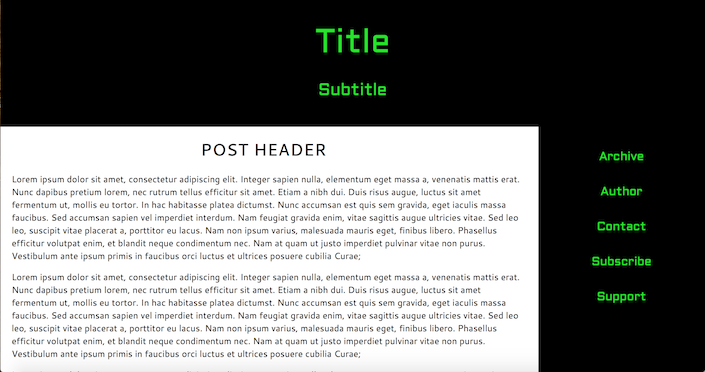 Title
Subtitle
POST HEADER
Lorem ipsum dolor sit amet, consectetur adipiscing elit. Integer sapien nulla, elementum eget massa a, venenatis mattis erat.
Nunc dapibus pretium lorem, nec rutrum tellus efficitur sit amet. Etiam a nibh dui. Duis risus augue, luctus sit amet
fermentum ut, mollis eu tortor. In hac habitasse platea dictumst. Nunc accumsan est quis sem gravida, eget iaculis massa
faucibus. Sed accumsan sapien vel imperdiet interdum. Nam feugiat gravida enim, vitae sagittis augue ultricies vitae. Sed leo
leo, suscipit vitae placerat a, porttitor eu lacus. Nam non ipsum varius, malesuada mauris eget, finibus libero. Phasellus
efficitur volutpat enim, et blandit neque condimentum nec. Nam at quam ut justo imperdiet pulvinar vitae non purus.
Vestibulum ante ipsum primis in faucibus orci luctus et ultrices posuere cubilia Curae;
Lorem ipsum dolor sit amet, consectetur adipiscing elit. Integer sapien nulla, elementum eget massa a, venenatis mattis erat.
Nunc dapibus pretium lorem, nec rutrum tellus efficitur sit amet. Etiam a nibh dui. Duis risus augue, luctus sit amet
fermentum ut, mollis eu tortor. In hac habitasse platea dictumst. Nunc accumsan est quis sem gravida, eget iaculis massa
faucibus. Sed accumsan sapien vel imperdiet interdum. Nam feugiat gravida enim, vitae sagittis augue ultricies vitae. Sed leo
leo, suscipit vitae placerat a, porttitor eu lacus. Nam non ipsum varius, malesuada mauris eget, finibus libero. Phasellus
efficitur volutpat enim, et blandit neque condimentum nec. Nam at quam ut justo imperdiet pulvinar vitae non purus.
Vestibulum ante ipsum primis in faucibus orci luctus et ultrices posuere cubilia Curae;
Archive
Author
Contact
Subscribe
Support